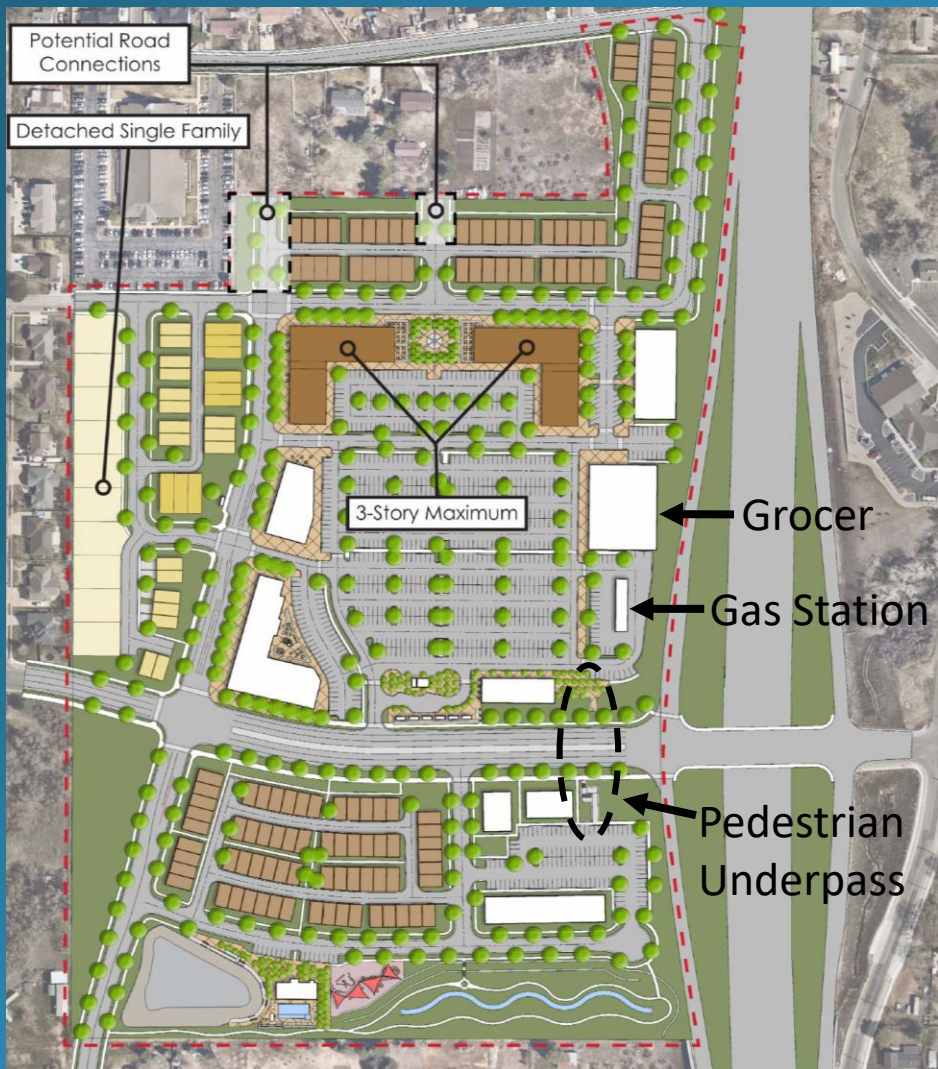 Potential Road
Connections
Detached Single Family
3-Story Maximum
Grocer
Gas Station
Pedestrian
Underpass